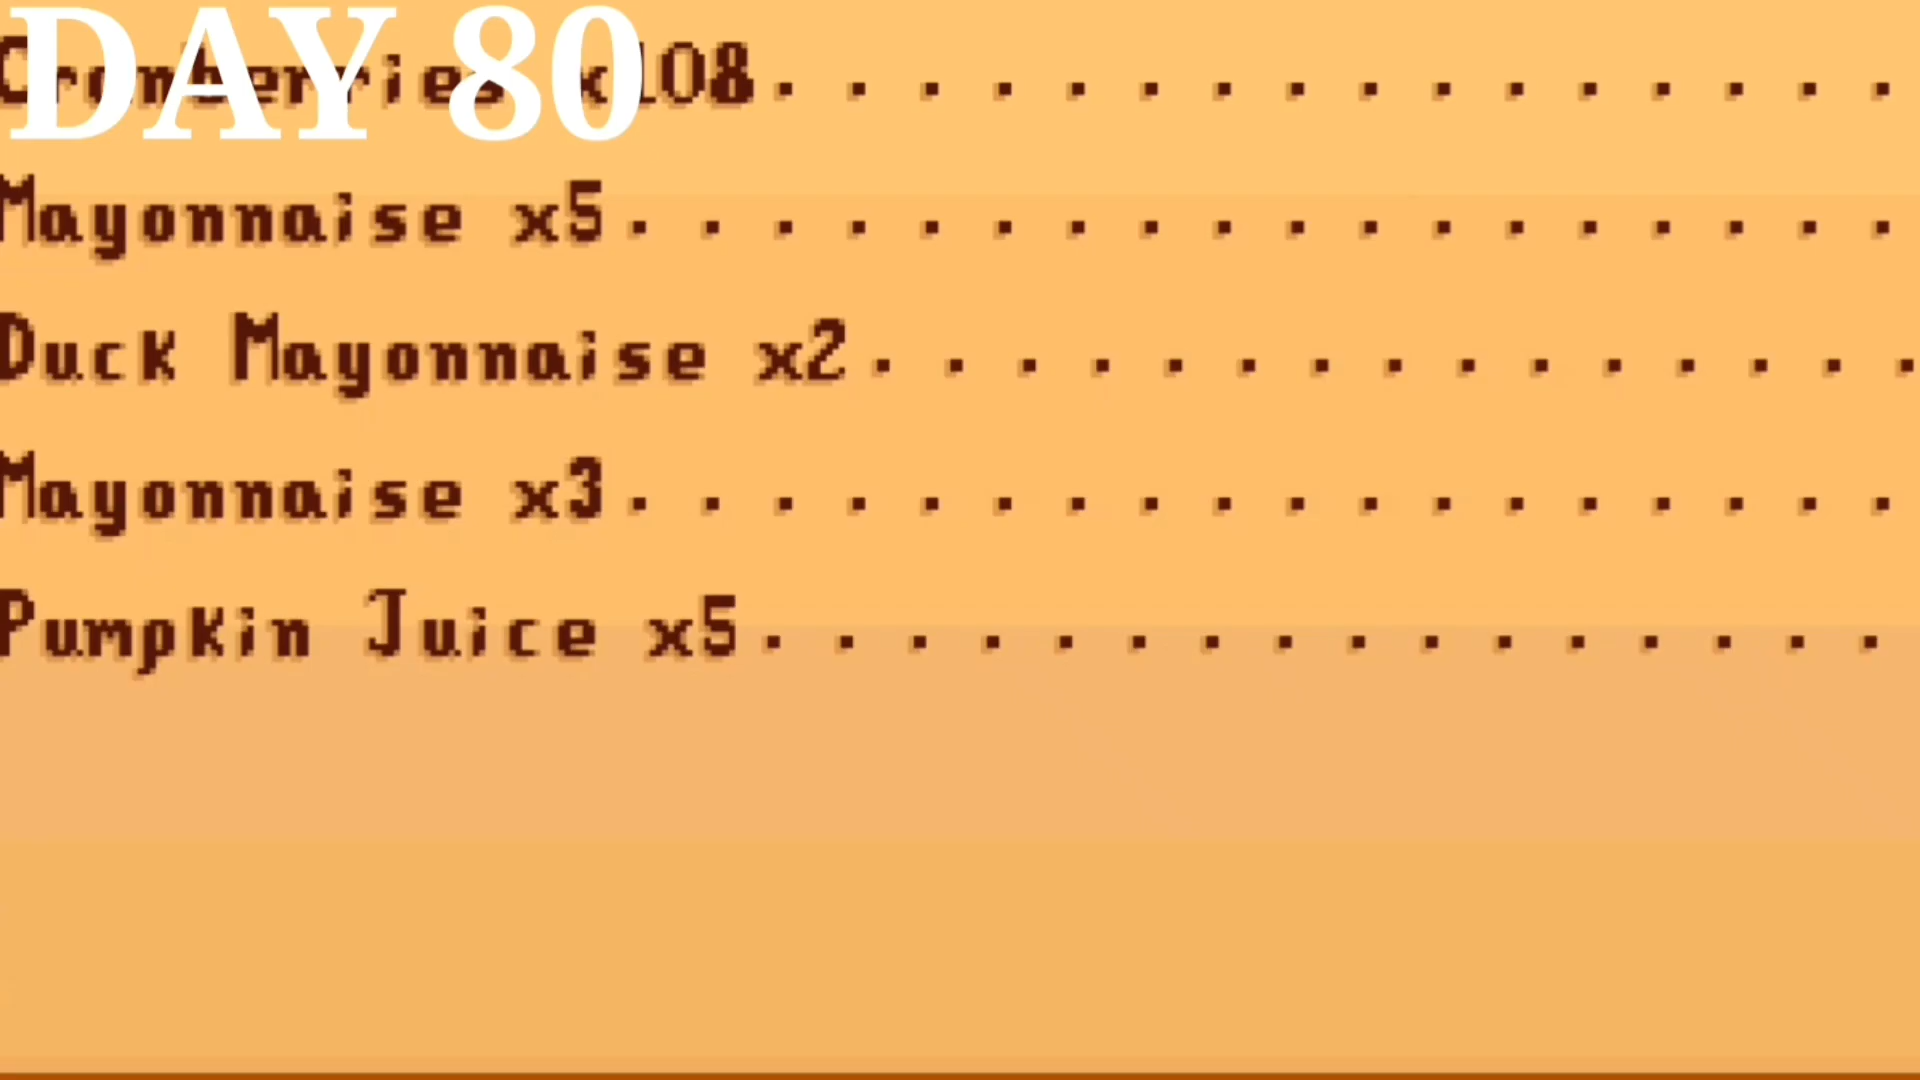 DAY 80
Cranberries x108. . . . . . . . . . . . . . . .
Mayonnaise x5. . . . . . . . . . . . . . . . . .
Duck Mayonnaise x2. . . . . . . . . . . . . . .
Mayonnaise x3. . . . . . . . . . . . . . . . . .
Pumpkin Juice x5. . . . . . . . . . . . . . . .